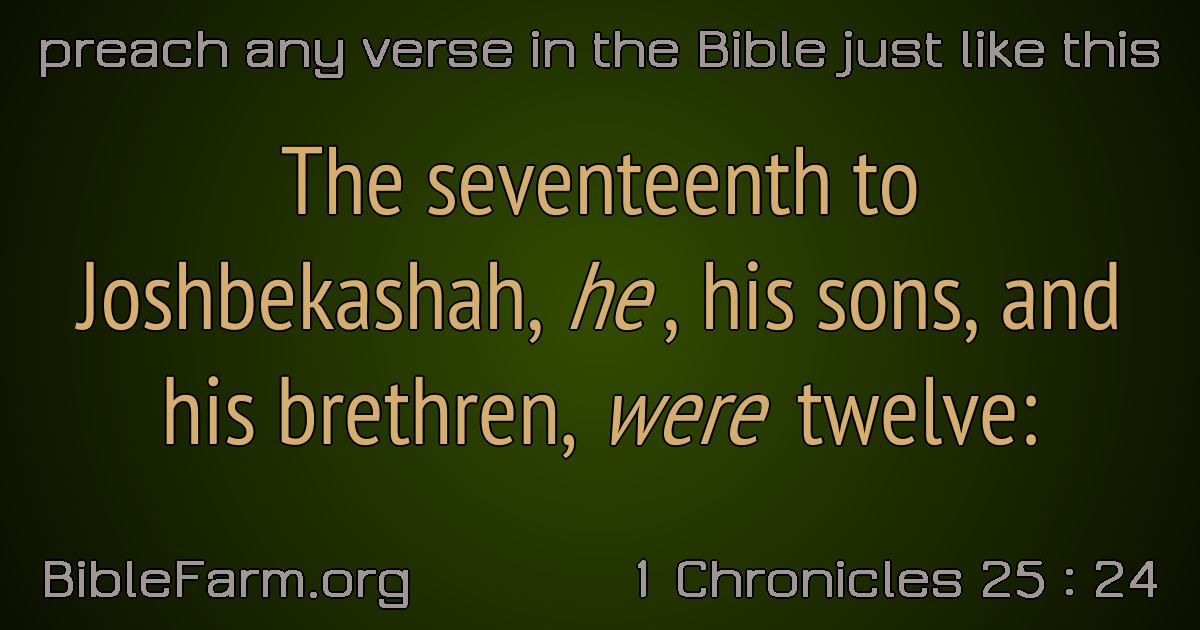 preach any verse in the Bible just like this
The seventeenth to
Joshbekashah, he , his sons, and
his brethren, were twelve:
BibleFarm.org
1 Chronicles 25 : 24